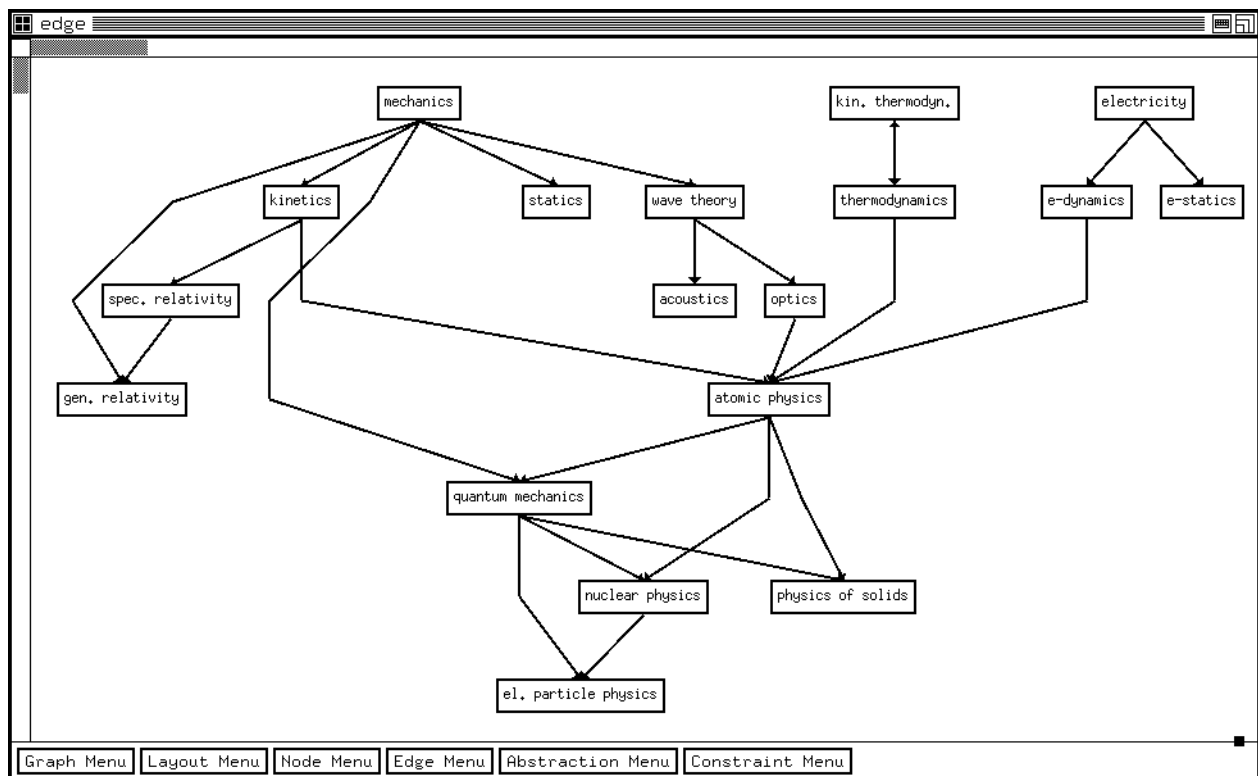 edge
mechanics
kin. thermodyn.
electricity
kinetics
statics
wave theory
thermodynamics
e-dynamics
e-statics
spec. relativity
acoustics
optics
gen. relativity
atomic physics
quantum mechanics
nuclear physics
physics of solids
el. particle physics
Graph Menu
Layout Menu
Node Menu
Edge Menu
Abstraction Menu
Constraint Menu